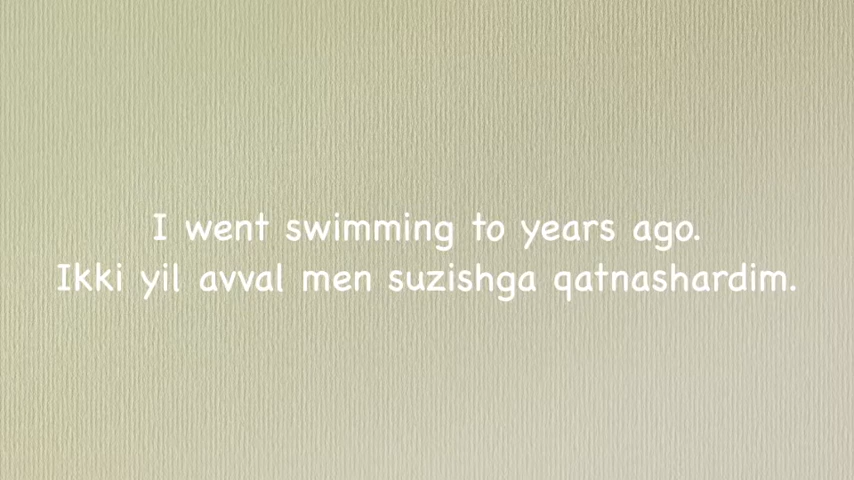 I went swimming to years ago.
Ikki yil avval men suzishga qatnashardim.